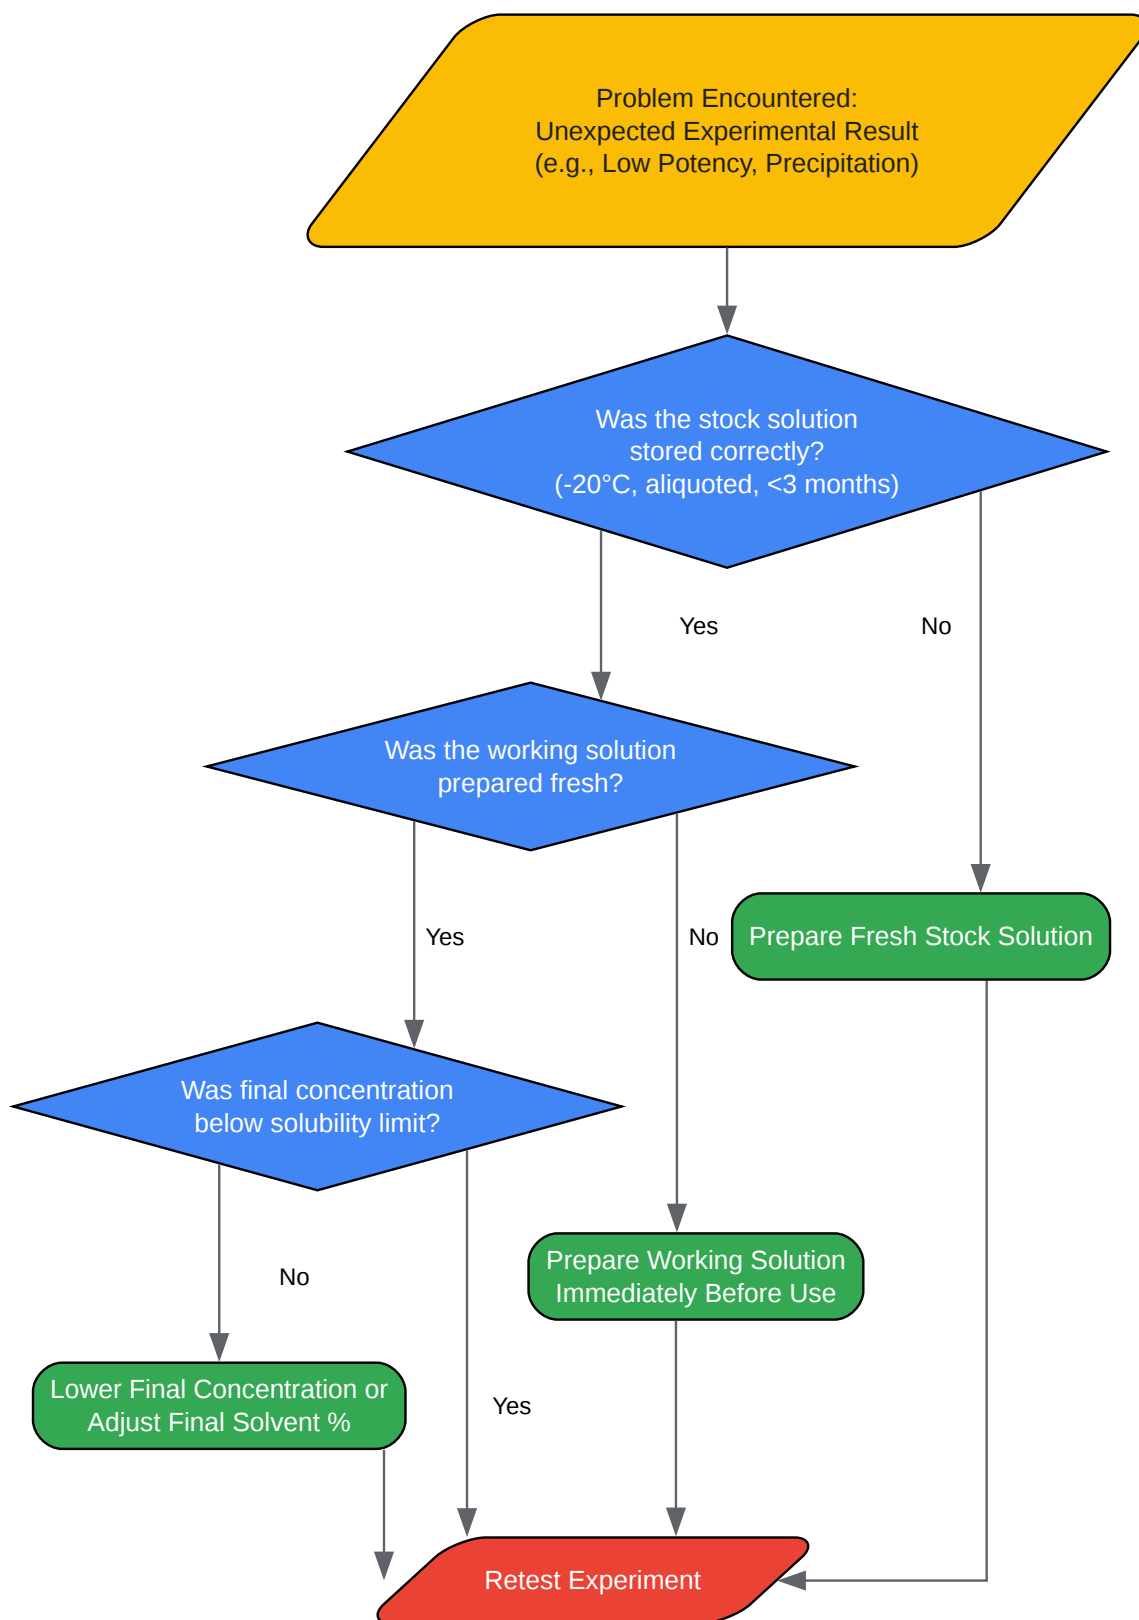 Problem Encountered:
Unexpected Experimental Result
(e.g., Low Potency, Precipitation)
Was the stock solution
stored correctly?
(-20°C, aliquoted, <3 months)
Yes
No
Was the working solution
prepared fresh?
Yes
No
Prepare Fresh Stock Solution
Was final concentration
below solubility limit?
No
Prepare Working Solution
Immediately Before Use
Lower Final Concentration or
Adjust Final Solvent %
Yes
Retest Experiment